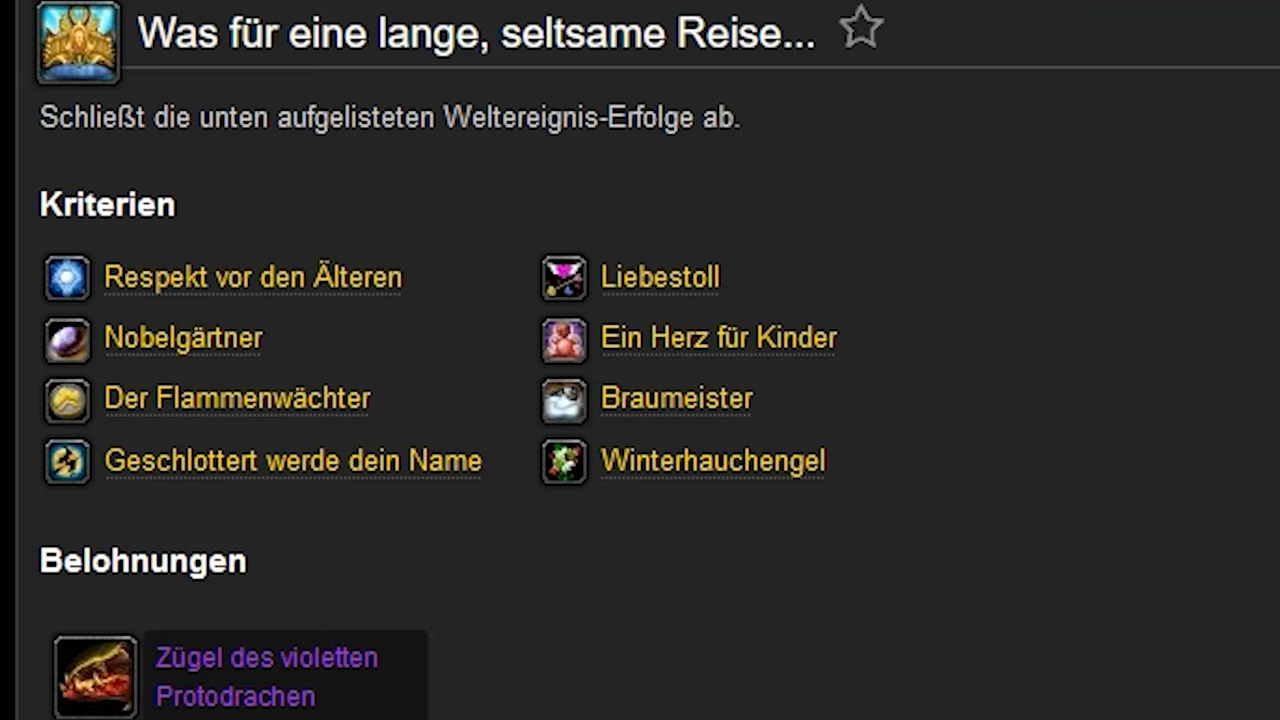 Was für eine lange, seltsame Reise...
Schließt die unten aufgelisteten Weltereignis-Erfolge ab.
Kriterien
Respekt vor den Älteren
Liebestoll
Nobelgärtner
Ein Herz für Kinder
Der Flammenwächter
Braumeister
Geschlottert werde dein Name
Winterhauchengel
Belohnungen
Zügel des violetten
Protodrachen